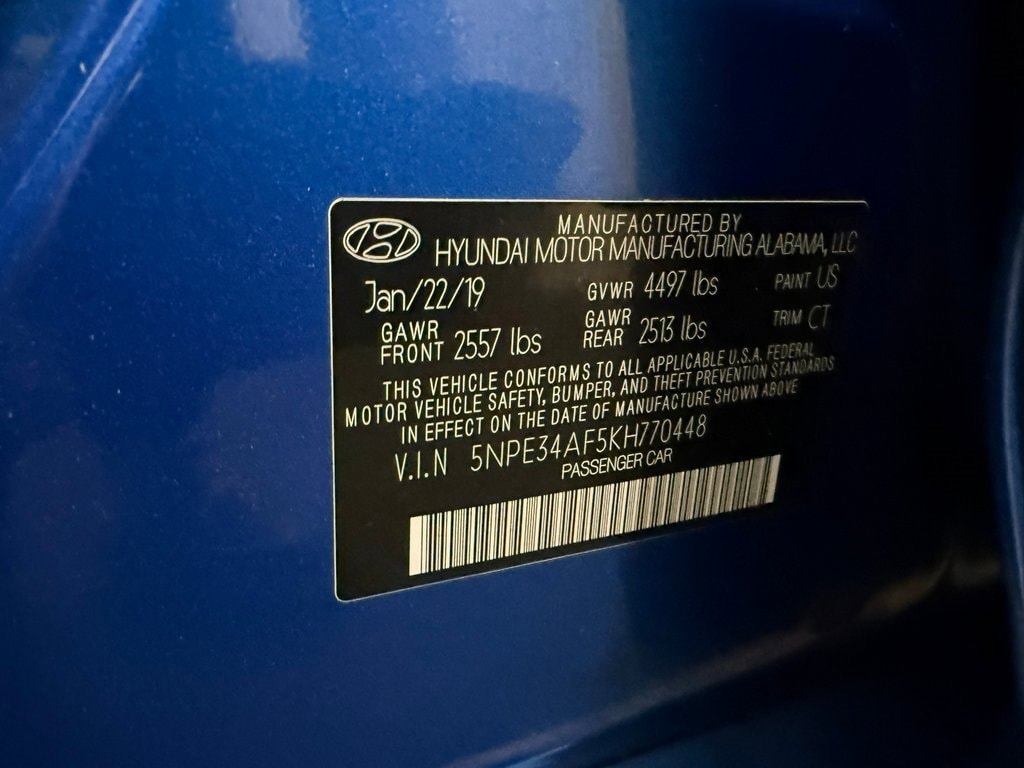 MANUFACTURED BY
HYUNDAI MOTOR MANUFACTURING ALABAMA, LLC
Jan/22/19 GVWR 4497 lbs PAINT US
GAWR FRONT 2557 lbs GAWR REAR 2513 lbs TRIM CT
THIS VEHICLE CONFORMS TO ALL APPLICABLE U.S.A. FEDERAL
MOTOR VEHICLE SAFETY, BUMPER, AND THEFT PREVENTION STANDARDS
IN EFFECT ON THE DATE OF MANUFACTURE SHOWN ABOVE
V.I.N 5NPE34AF5KH770448
PASSENGER CAR